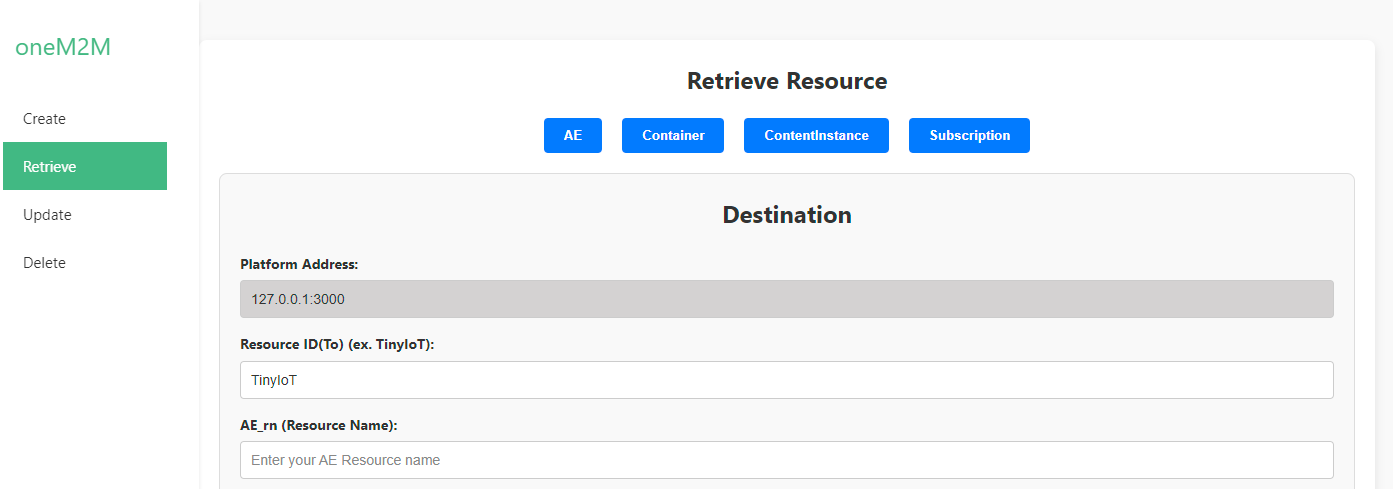 oneM2M
Create
Retrieve
Update
Delete
Retrieve Resource
AE Container ContentInstance Subscription
Destination
Platform Address:
127.0.0.1:3000
Resource ID(To) (ex. TinyIoT):
TinyIoT
AE_rn (Resource Name):
Enter your AE Resource name